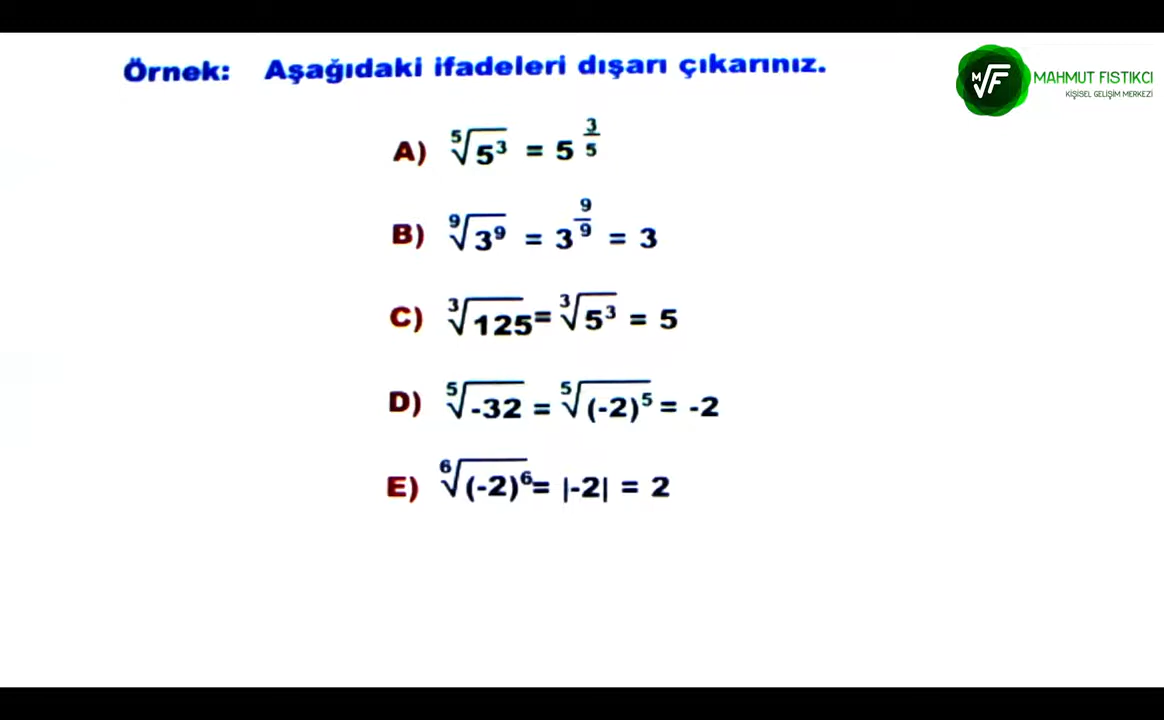 Örnek: Aşağıdaki ifadeleri dışarı çıkarınız.
MAHMUT FISTIKCI
KİŞİSEL GELİŞİM MERKEZİ
A) ⁵√5³ = 5^(3/5)
B) ⁹√3⁹ = 3^(9/9) = 3
C) ³√125 = ³√5³ = 5
D) ⁵√-32 = ⁵√(-2)⁵ = -2
E) ⁶√(-2)⁶ = |-2| = 2